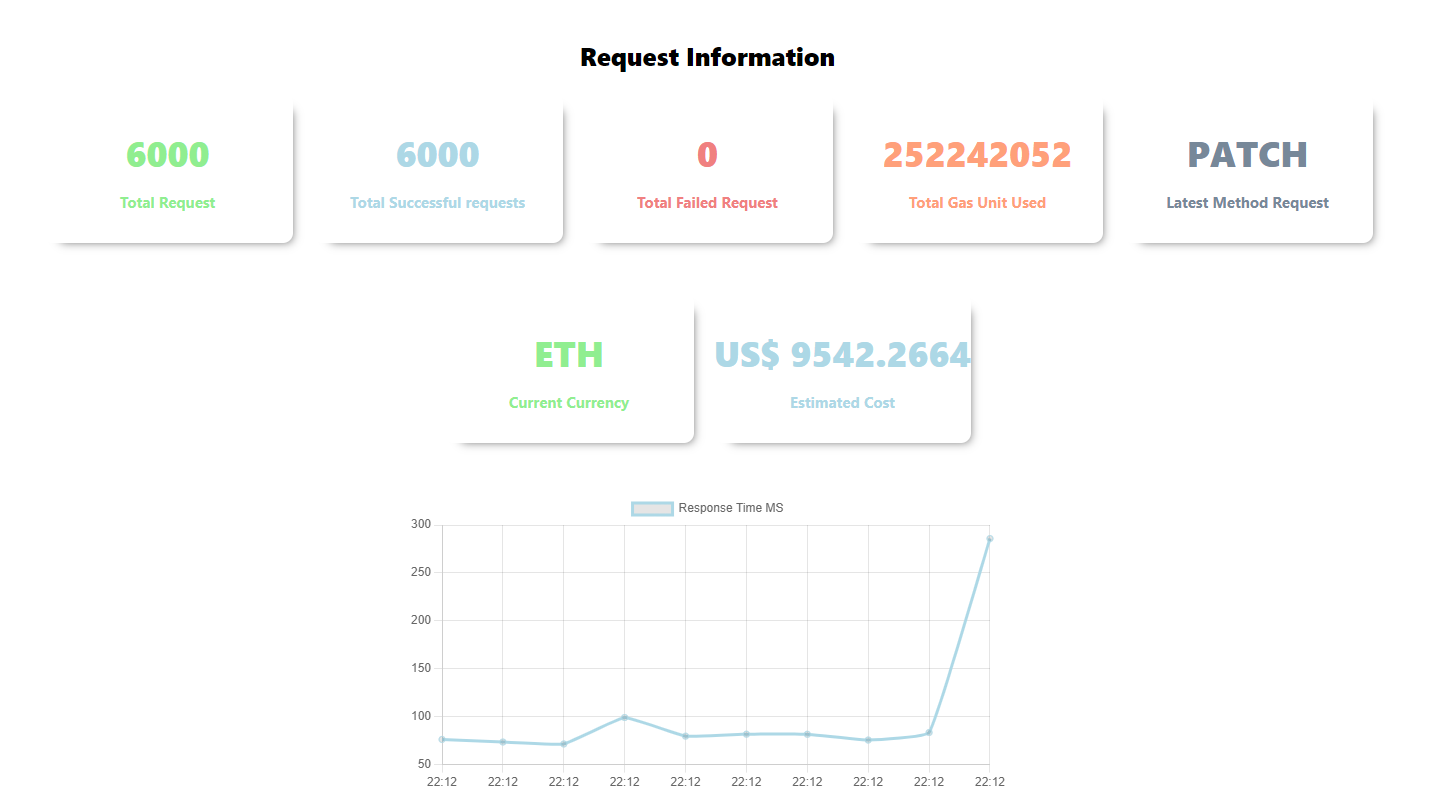 Request Information
6000
Total Request
6000
Total Successful requests
0
Total Failed Request
252242052
Total Gas Unit Used
PATCH
Latest Method Request
ETH
Current Currency
US$ 9542.2664
Estimated Cost
Response Time MS
300
250
200
150
100
50
22:12 22:12 22:12 22:12 22:12 22:12 22:12 22:12 22:12 22:12